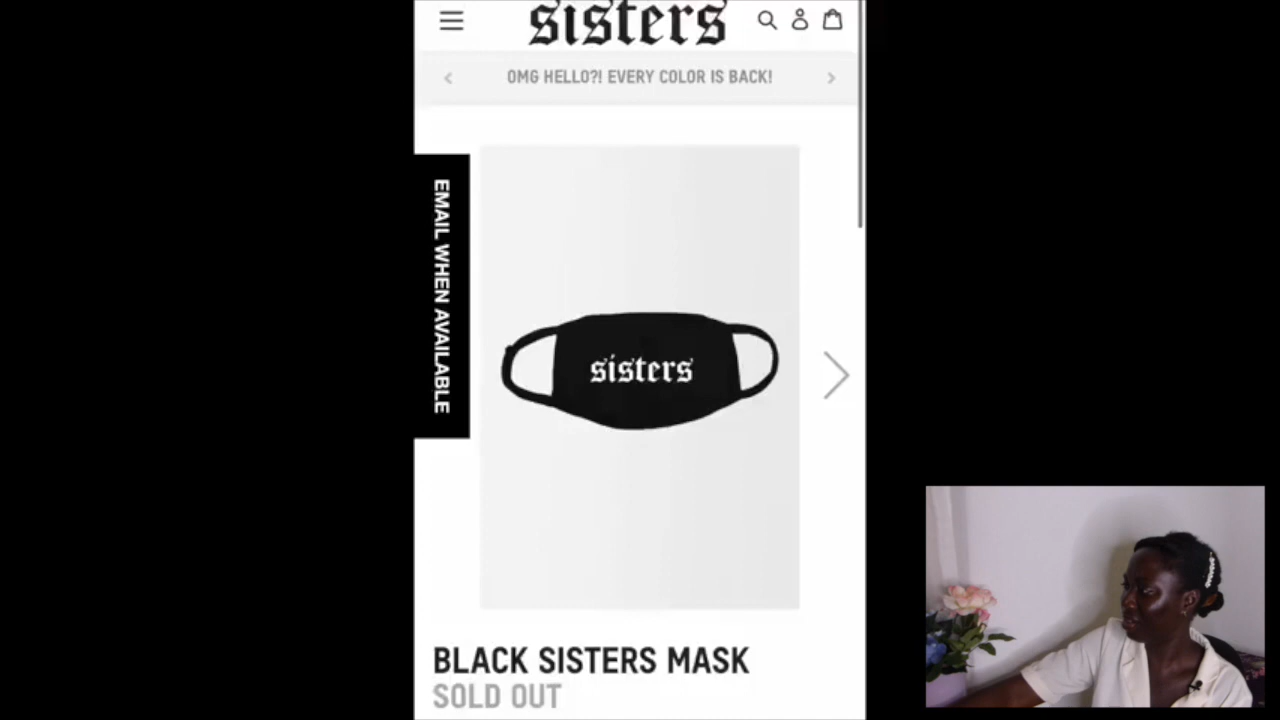 sisters
OMG HELLO?! EVERY COLOR IS BACK!
EMAIL WHEN AVAILABLE
sisters
BLACK SISTERS MASK
SOLD OUT